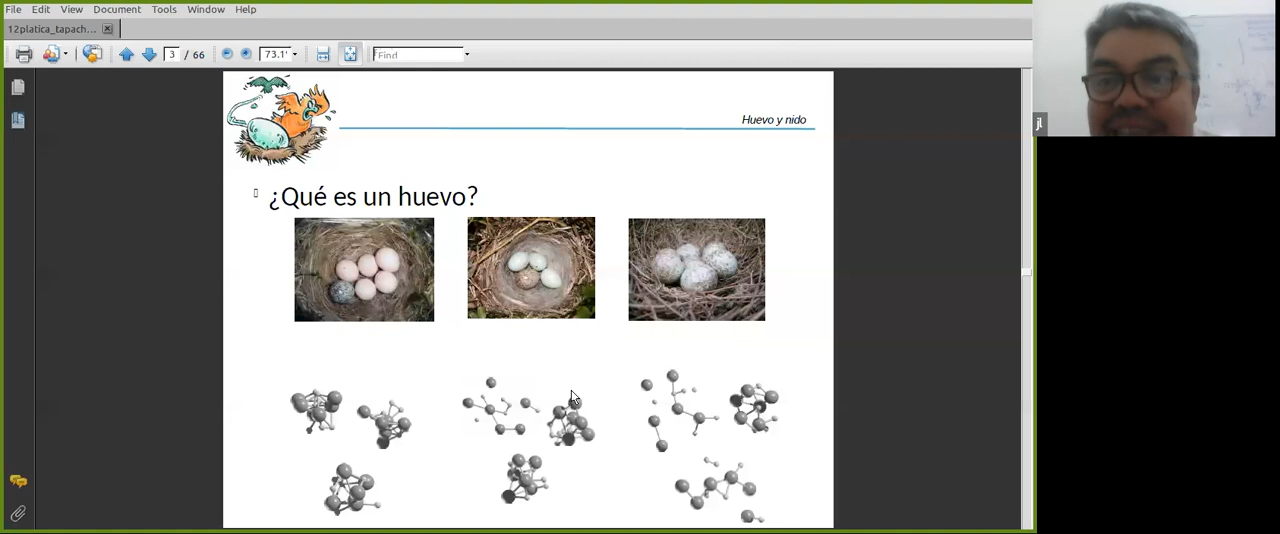 File Edit View Document Tools Window Help
12platica_tapach...
3 / 66 73.1% Find
Huevo y nido
¿Qué es un huevo?
jl